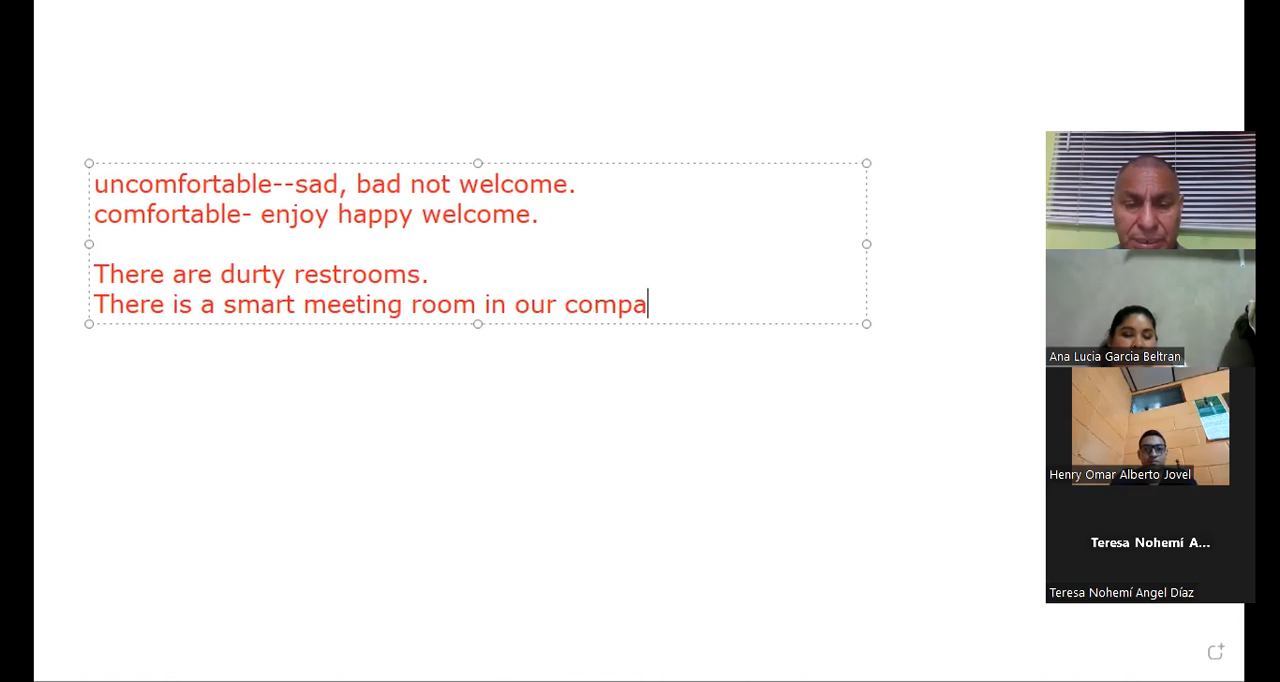 uncomfortable--sad, bad not welcome.
comfortable- enjoy happy welcome.
There are durty restrooms.
There is a smart meeting room in our compa
Ana Lucia Garcia Beltran
Henry Omar Alberto Jovel
Teresa Nohemí A...
Teresa Nohemí Angel Díaz